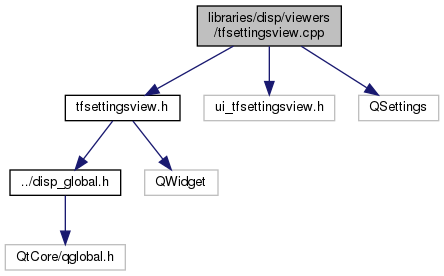 libraries/disp/viewers
/tfsettingsview.cpp
tfsettingsview.h
ui_tfsettingsview.h
QSettings
../disp_global.h
QWidget
QtCore/qglobal.h